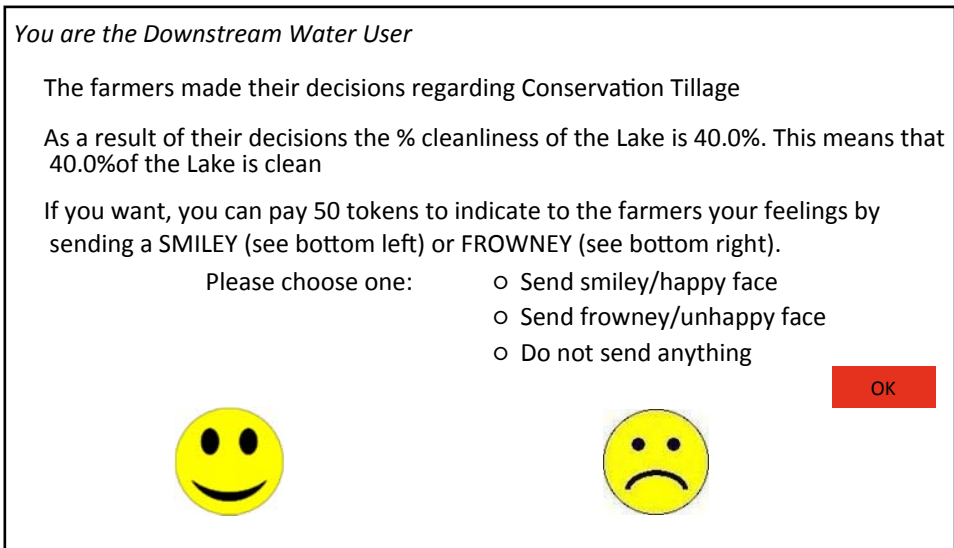 You are the Downstream Water User
The farmers made their decisions regarding Conservation Tillage
As a result of their decisions the % cleanliness of the Lake is 40.0%. This means that
40.0%of the Lake is clean
If you want, you can pay 50 tokens to indicate to the farmers your feelings by
sending a SMILEY (see bottom left) or FROWNEY (see bottom right).
Please choose one:
Send smiley/happy face
Send frowney/unhappy face
Do not send anything
OK